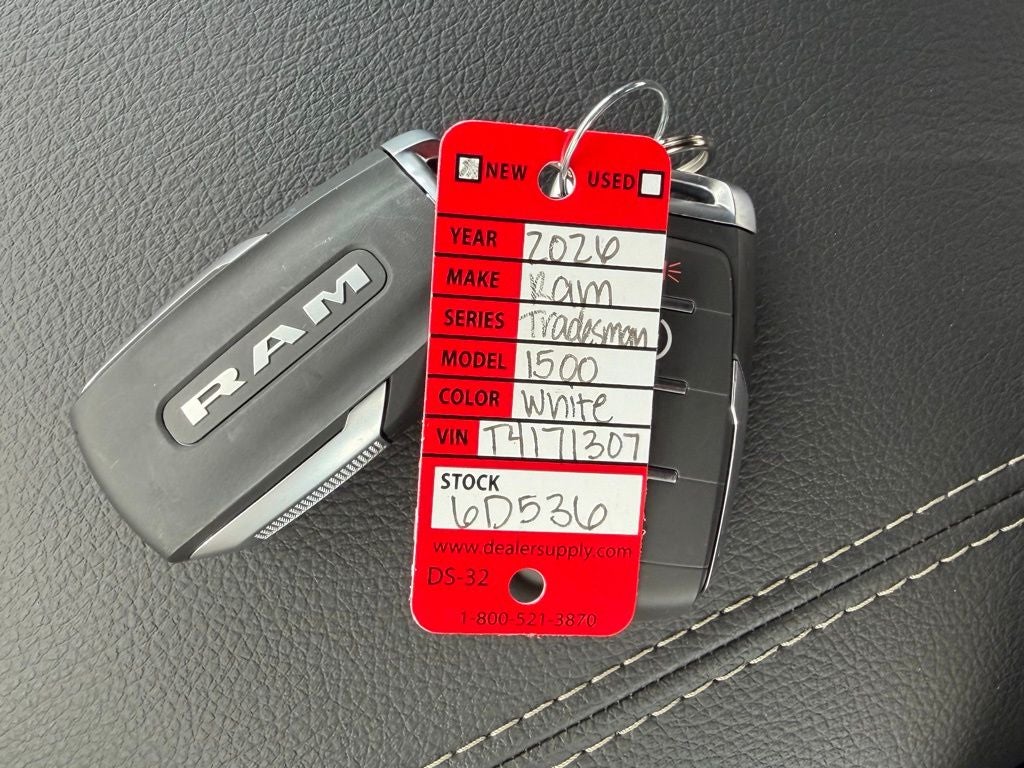 RAM
NEW USED
YEAR 2026
MAKE Ram
SERIES Tradesman
MODEL 1500
COLOR White
VIN T4171307
STOCK
6D536
www.dealersupply.com
DS-32
1-800-521-3870